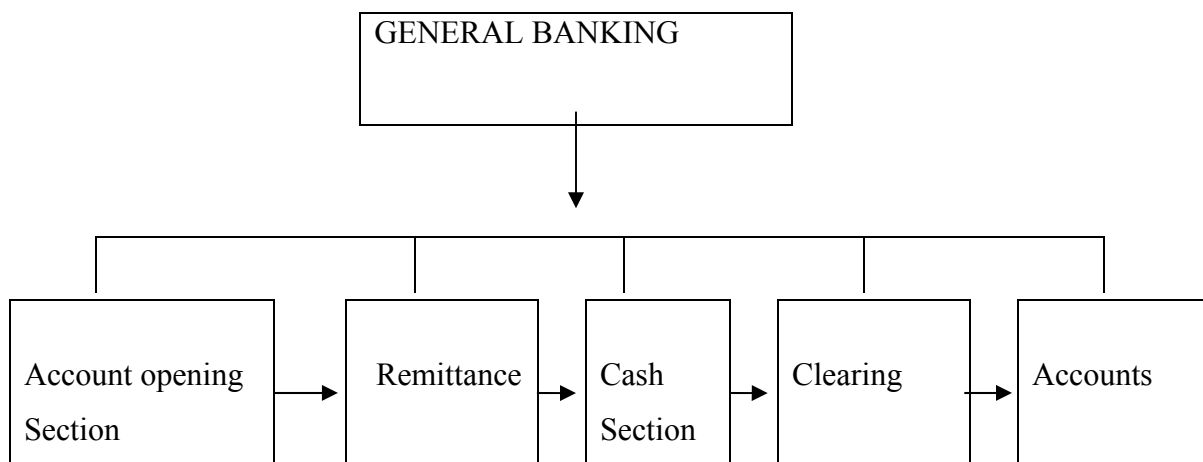 GENERAL BANKING
Account opening
Section
Remittance
Cash
Section
Clearing
Accounts